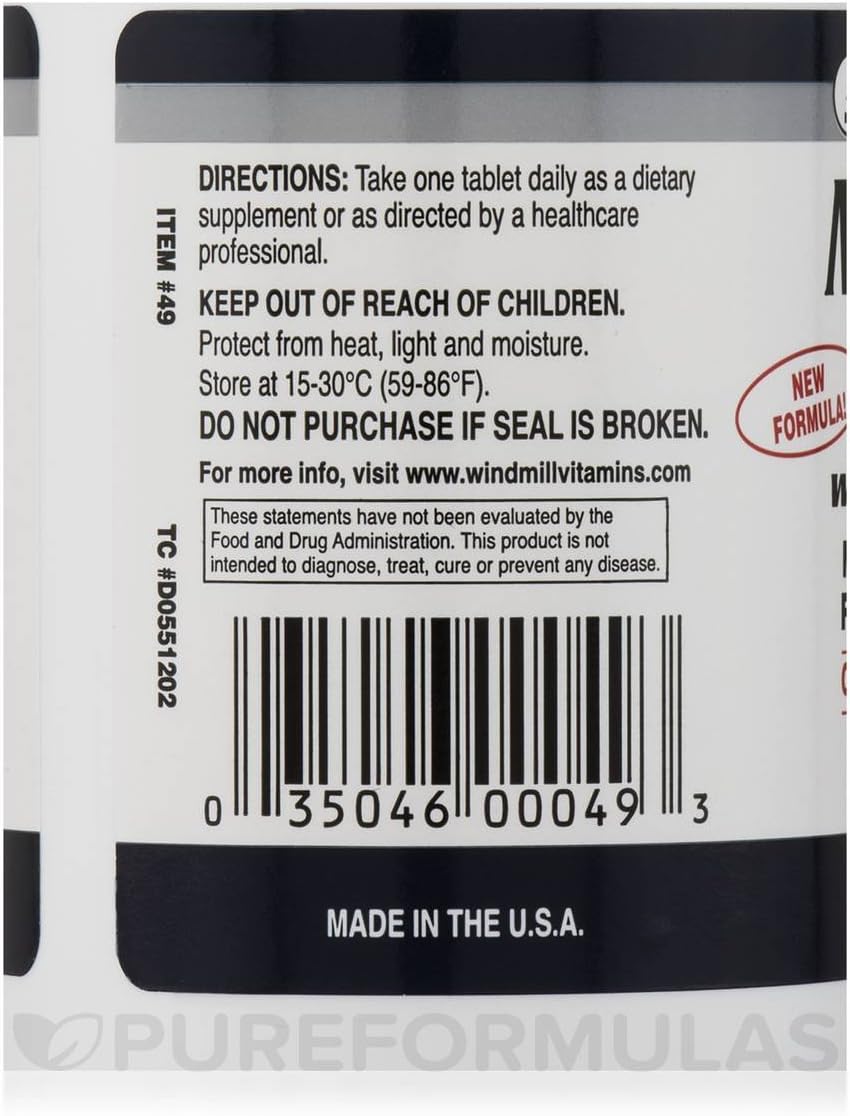 DIRECTIONS: Take one tablet daily as a dietary
supplement or as directed by a healthcare
professional.
KEEP OUT OF REACH OF CHILDREN.
Protect from heat, light and moisture.
Store at 15-30°C (59-86°F).
DO NOT PURCHASE IF SEAL IS BROKEN.
For more info, visit www.windmillvitamins.com
These statements have not been evaluated by the
Food and Drug Administration. This product is not
intended to diagnose, treat, cure or prevent any disease.
0 35046 00049 3
MADE IN THE U.S.A.
ITEM #49
TC #D0551202
NEW
FORMULA!
PUREFORMULAS